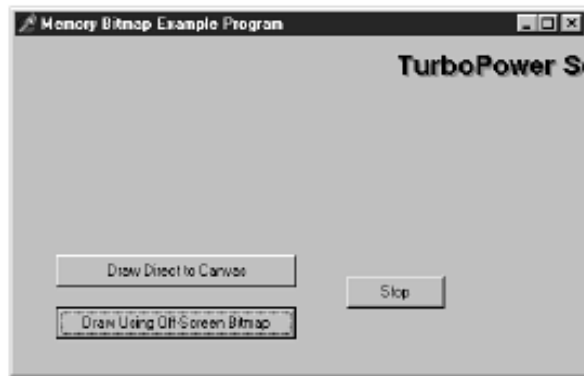 Memory Bitmap Example Program
TurboPower So
Draw Direct to Canvas
Stop
Draw Using Off-Screen Bitmap